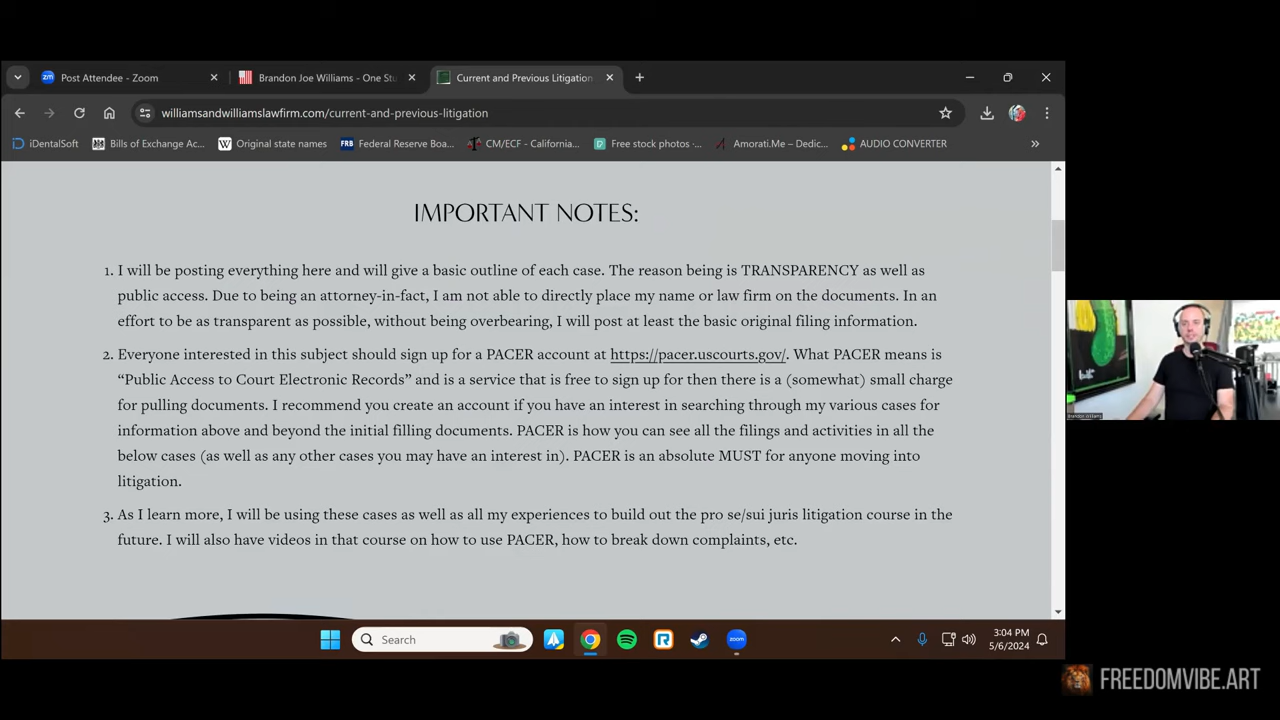 Post Attendee - Zoom
Brandon Joe Williams - One Stu
Current and Previous Litigation
williamsandwilliamslawfirm.com/current-and-previous-litigation
iDentalSoft
Bills of Exchange Ac...
Original state names
FRB Federal Reserve Boa...
CM/ECF - California...
Free stock photos ·...
Amorati.Me – Dedic...
AUDIO CONVERTER
IMPORTANT NOTES:
1. I will be posting everything here and will give a basic outline of each case. The reason being is TRANSPARENCY as well as
public access. Due to being an attorney-in-fact, I am not able to directly place my name or law firm on the documents. In an
effort to be as transparent as possible, without being overbearing, I will post at least the basic original filing information.
2. Everyone interested in this subject should sign up for a PACER account at https://pacer.uscourts.gov/. What PACER means is
“Public Access to Court Electronic Records” and is a service that is free to sign up for then there is a (somewhat) small charge
for pulling documents. I recommend you create an account if you have an interest in searching through my various cases for
information above and beyond the initial filling documents. PACER is how you can see all the filings and activities in all the
below cases (as well as any other cases you may have an interest in). PACER is an absolute MUST for anyone moving into
litigation.
3. As I learn more, I will be using these cases as well as all my experiences to build out the pro se/sui juris litigation course in the
future. I will also have videos in that course on how to use PACER, how to break down complaints, etc.
Search
zoom
3:04 PM
5/6/2024
Brandon Williams
FREEDOMVIBE.ART